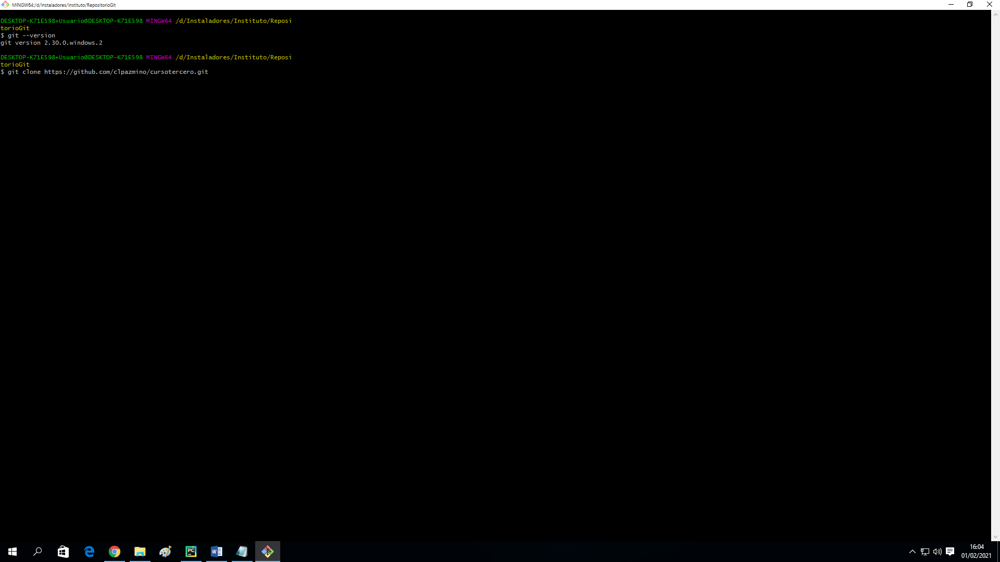 MINGW64:/d/Instaladores/Instituto/RepositorioGit
DESKTOP-K71E598+Usuario@DESKTOP-K71E598 MINGW64 /d/Instaladores/Instituto/Reposi
torioGit
$ git --version
git version 2.30.0.windows.2
DESKTOP-K71E598+Usuario@DESKTOP-K71E598 MINGW64 /d/Instaladores/Instituto/Reposi
torioGit
$ git clone https://github.com/clpazmino/cursotercero.git
PC
W
16:04
01/02/2021